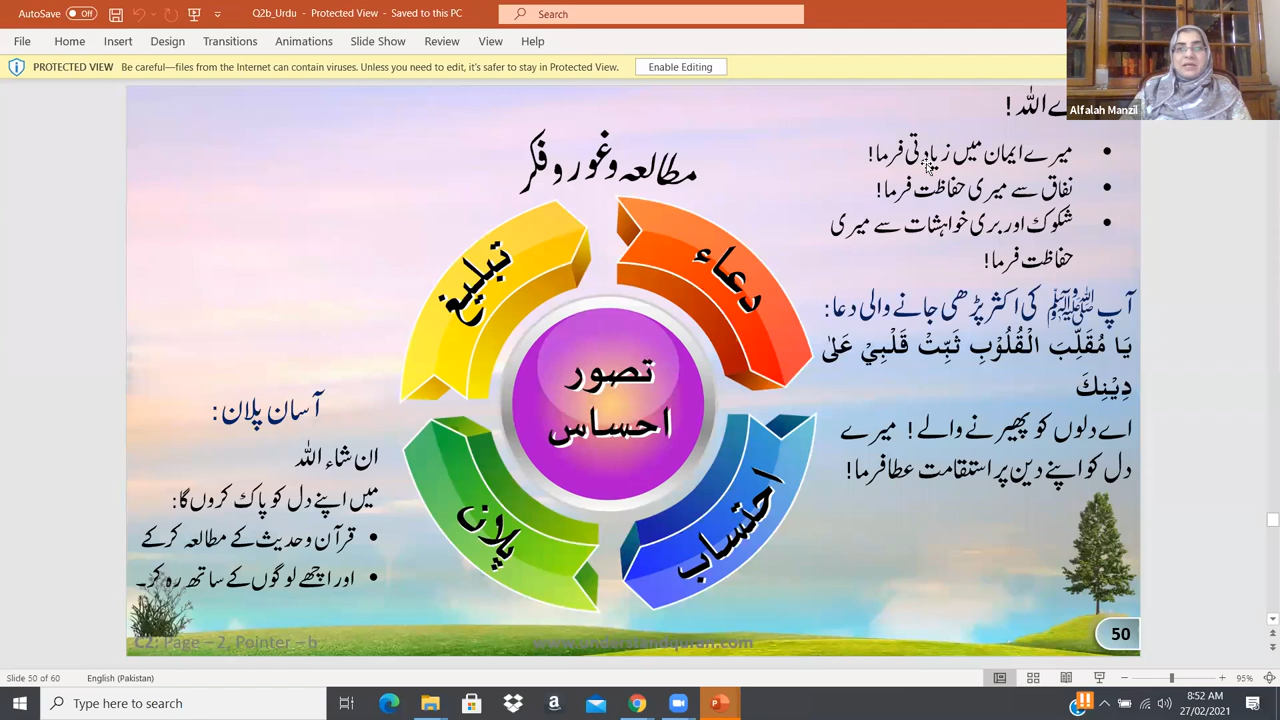 AutoSave Off
Q2b_Urdu - Protected View - Saved to this PC
Search
File Home Insert Design Transitions Animations Slide Show Review View Help
PROTECTED VIEW Be careful—files from the Internet can contain viruses. Unless you need to edit, it's safer to stay in Protected View. Enable Editing
Alfalah Manzil
اللہ !
میرے ایمان میں زیادتی فرما!
نفاق سے میری حفاظت فرما!
شکوک اور بری خواہشات سے میری
حفاظت فرما!
آپ ﷺ کی اکثر پڑھی جانے والی دعا:
يَا مُقَلِّبَ الْقُلُوْبِ ثَبِّتْ قَلْبِيْ عَلىٰ
دِيْنِكَ
اے دلوں کو پھیرنے والے ! میرے
دل کو اپنے دین پر استقامت عطا فرما!
مطالعہ وغور وفکر
دعاء
تبلیغ
تصور
احساس
احتساب
پلان
آسان پلان:
ان شاء اللہ
میں اپنے دل کو پاک کروں گا:
قرآن وحدیث کے مطالعہ کرکے
اور اچھے لوگوں کے ساتھ رہ کر۔
C2: Page – 2, Pointer – b
www.understandquran.com
50
Slide 50 of 60 English (Pakistan) 95%
Type here to search
8:52 AM
27/02/2021